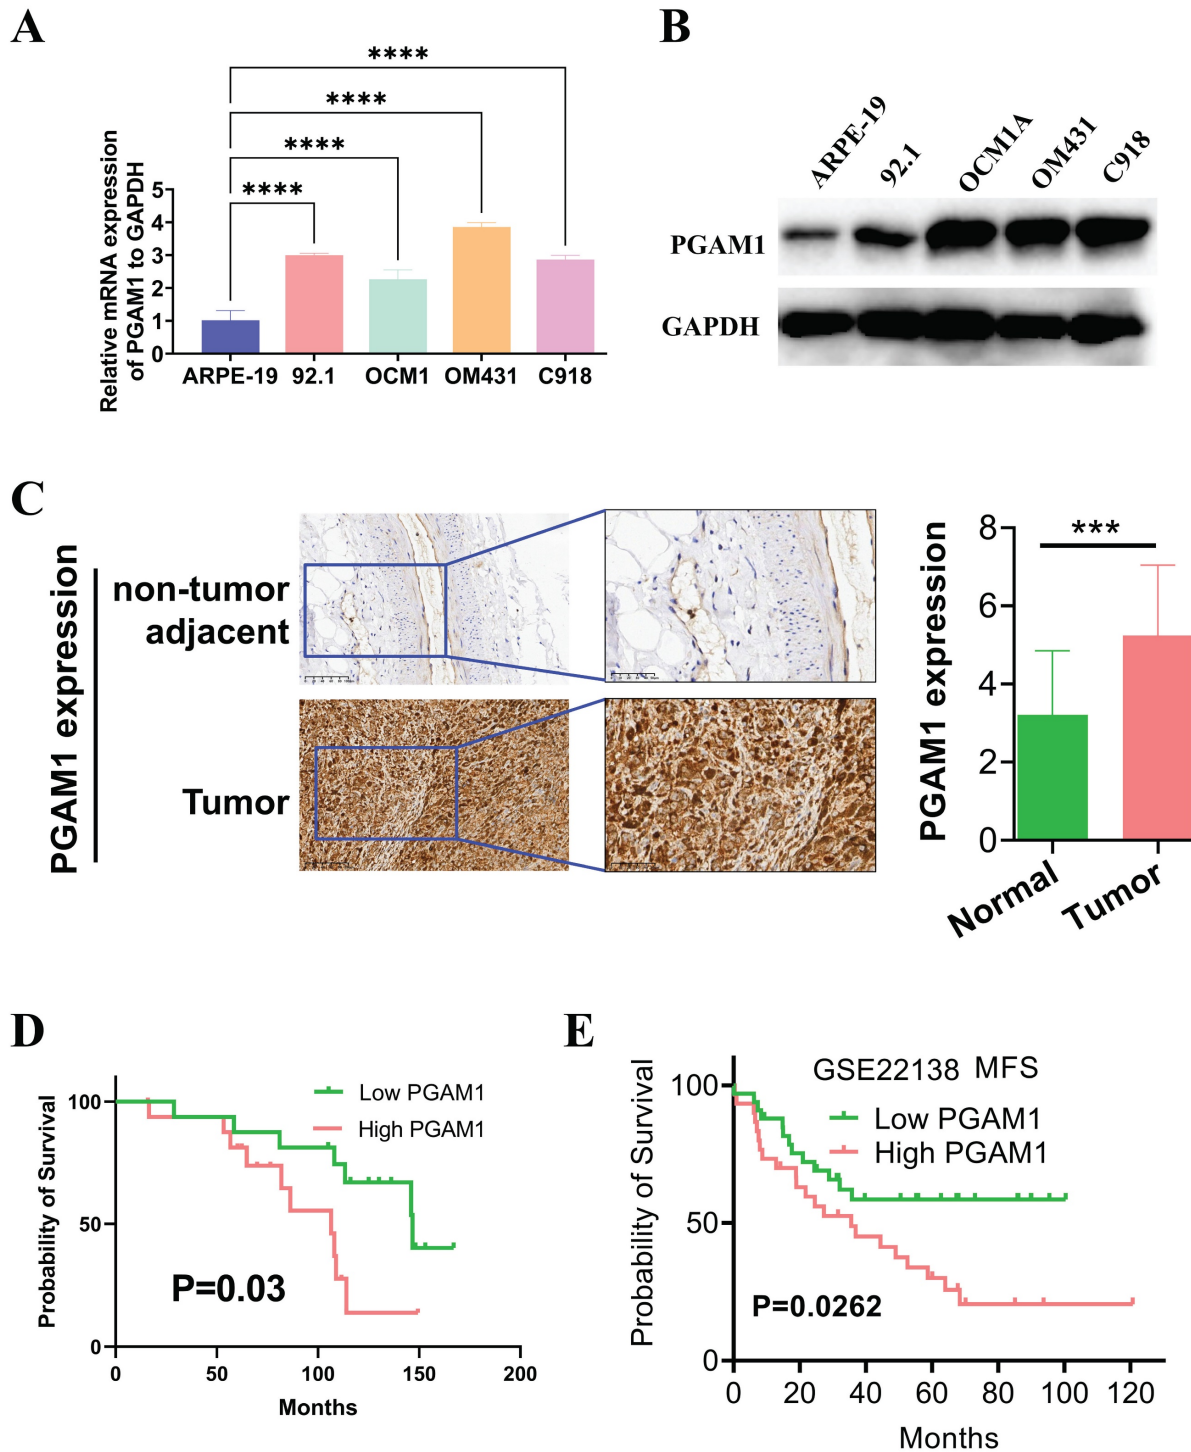 A
****
****
****
****
Relative mRNA expression
of PGAM1 to GAPDH
5
4
3
2
1
0
ARPE-19 92.1 OCM1 OM431 C918
B
ARPE-19 92.1 OCM1A OM431 C918
PGAM1
GAPDH
C
PGAM1 expression
non-tumor
adjacent
Tumor
PGAM1 expression
8
6
4
2
0
***
Normal Tumor
D
Probability of Survival
100
50
0
Low PGAM1
High PGAM1
P=0.03
0 50 100 150 200
Months
E
Probability of Survival
100
50
0
GSE22138 MFS
Low PGAM1
High PGAM1
P=0.0262
0 20 40 60 80 100 120
Months